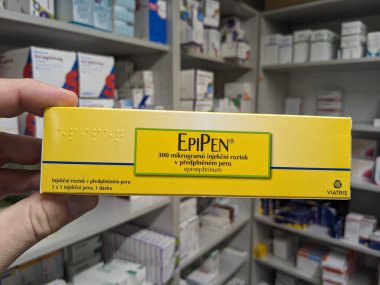 EPIPEN®
300 mikrogramů injekční roztok
v předplněném peru
epinephrinum
Injekční roztok v předplněném peru
1 x 1 injekční pero, 1 dávka
VIATRIS